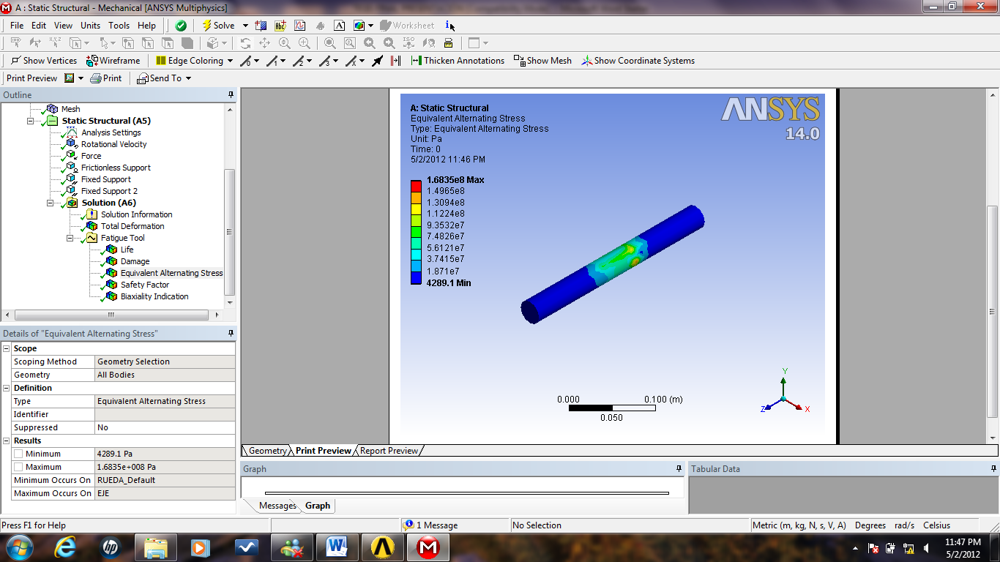 A : Static Structural - Mechanical [ANSYS Multiphysics]
File Edit View Units Tools Help Solve Worksheet
Show Vertices Wireframe Edge Coloring Thicken Annotations Show Mesh Show Coordinate Systems
Print Preview Print Send To
Outline
Mesh
Static Structural (A5)
Analysis Settings
Rotational Velocity
Force
Frictionless Support
Fixed Support
Fixed Support 2
Solution (A6)
Solution Information
Total Deformation
Fatigue Tool
Life
Damage
Equivalent Alternating Stress
Safety Factor
Biaxiality Indication
Details of "Equivalent Alternating Stress"
Scope
Scoping Method Geometry Selection
Geometry All Bodies
Definition
Type Equivalent Alternating Stress
Identifier
Suppressed No
Results
Minimum 4289.1 Pa
Maximum 1.6835e+008 Pa
Minimum Occurs On RUEDA_Default
Maximum Occurs On EJE
A: Static Structural
Equivalent Alternating Stress
Type: Equivalent Alternating Stress
Unit: Pa
Time: 0
5/2/2012 11:46 PM
1.6835e8 Max
1.4965e8
1.3094e8
1.1224e8
9.3532e7
7.4826e7
5.6121e7
3.7415e7
1.871e7
4289.1 Min
ANSYS
14.0
0.000 0.100 (m)
0.050
Y
Z X
Geometry Print Preview Report Preview
Graph
Messages Graph
Tabular Data
Press F1 for Help 1 Message No Selection Metric (m, kg, N, s, V, A) Degrees rad/s Celsius
11:47 PM
5/2/2012